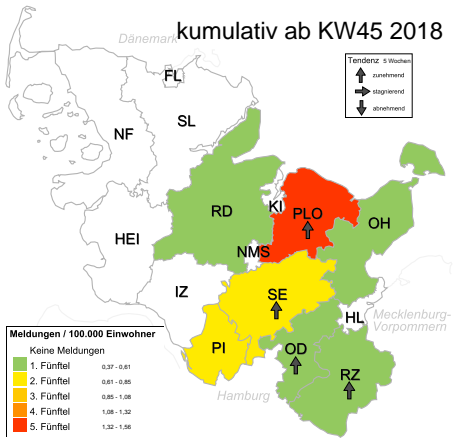 kumulativ ab KW45 2018
Dänemark
Tendenz 5 Wochen
zunehmend
stagnierend
abnehmend
FL
SL
NF
RD
KI
PLO
OH
HEI
NMS
IZ
SE
HL
Mecklenburg-
Vorpommern
PI
OD
RZ
Hamburg
Meldungen / 100.000 Einwohner
Keine Meldungen
1. Fünftel 0,37 - 0,61
2. Fünftel 0,61 - 0,85
3. Fünftel 0,85 - 1,08
4. Fünftel 1,08 - 1,32
5. Fünftel 1,32 - 1,56